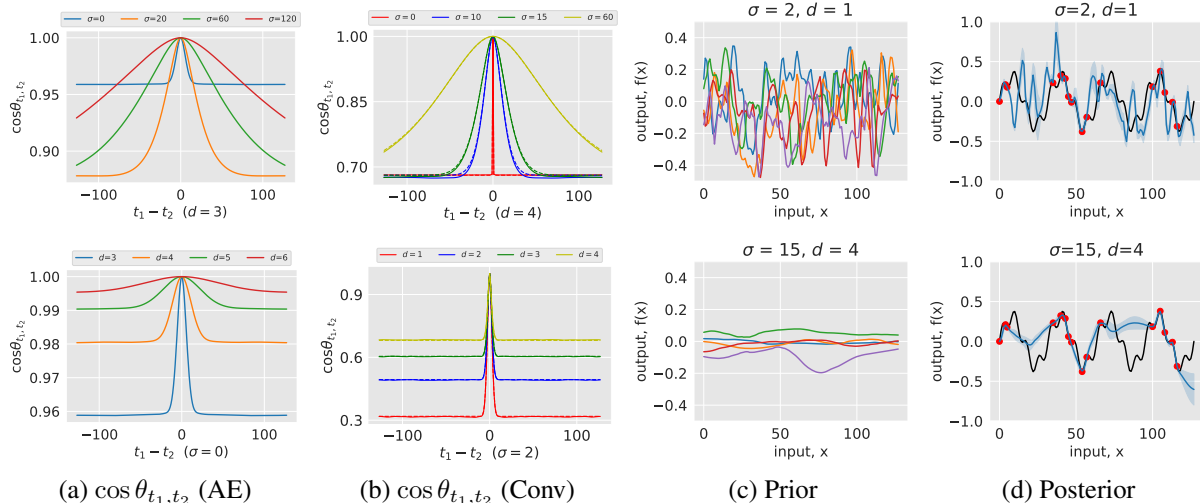 σ=0 σ=20 σ=60 σ=120
1.00
0.95
0.90
cosθt₁, t₂
−100 0 100
t₁ − t₂ (d = 3)
σ=0 σ=10 σ=15 σ=60
1.00
0.85
0.70
cosθt₁, t₂
−100 0 100
t₁ − t₂ (d = 4)
σ = 2, d = 1
0.4
0.2
0.0
−0.2
−0.4
output, f(x)
0 50 100
input, x
σ=2, d=1
1.0
0.5
0.0
−0.5
−1.0
output, f(x)
0 50 100
input, x
d=3 d=4 d=5 d=6
1.00
0.99
0.98
0.96
cosθt₁, t₂
−100 0 100
t₁ − t₂ (σ=0)
d = 1 d = 2 d = 3 d = 4
0.9
0.6
0.3
cosθt₁, t₂
−100 0 100
t₁ − t₂ (σ=2)
σ = 15, d = 4
0.4
0.2
0.0
−0.2
−0.4
output, f(x)
0 50 100
input, x
σ=15, d=4
1.0
0.5
0.0
−0.5
−1.0
output, f(x)
0 50 100
input, x
(a) cos θt₁,t₂ (AE)
(b) cos θt₁,t₂ (Conv)
(c) Prior
(d) Posterior